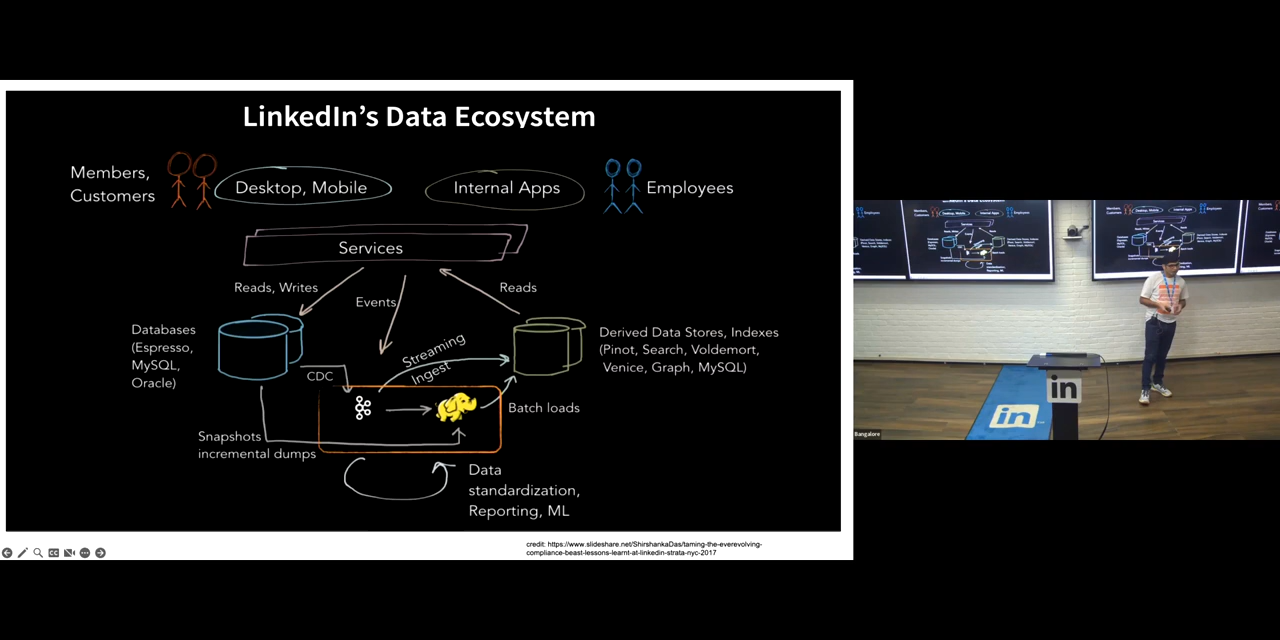 LinkedIn's Data Ecosystem
Members,
Customers
Desktop, Mobile
Internal Apps
Employees
Services
Reads, Writes
Events
Reads
Databases
(Espresso,
MySQL,
Oracle)
CDC
Streaming
Ingest
Derived Data Stores, Indexes
(Pinot, Search, Voldemort,
Venice, Graph, MySQL)
Batch loads
Snapshots
incremental dumps
Data
standardization,
Reporting, ML
credit: https://www.slideshare.net/ShirshankaDas/taming-the-everevolving-
compliance-beast-lessons-learnt-at-linkedin-strata-nyc-2017
in
in
Bangalore